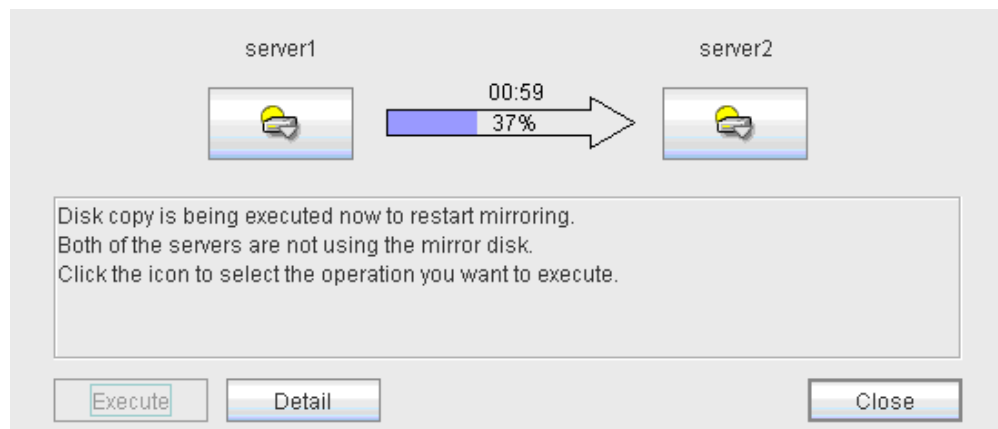 server1
server2
00:59
37%
Disk copy is being executed now to restart mirroring.
Both of the servers are not using the mirror disk.
Click the icon to select the operation you want to execute.
Execute
Detail
Close